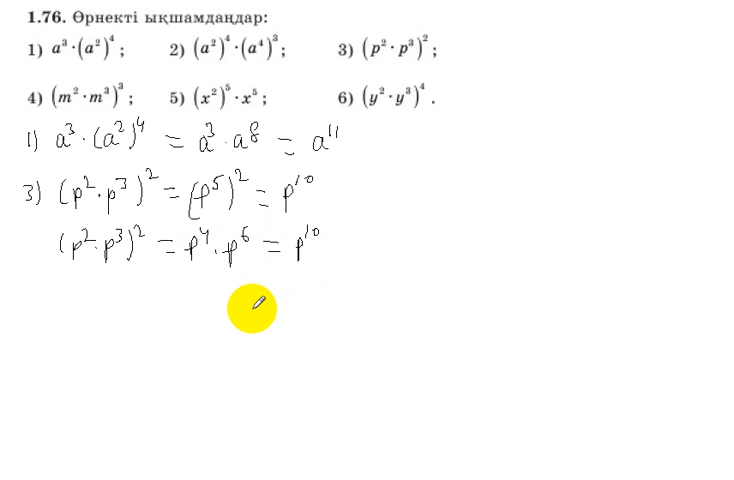 1.76. Өрнекті ықшамдаңдар:
1) a³·(a²)⁴; 2) (a²)⁴·(a⁴)³; 3) (p²·p³)²;
4) (m²·m³)³; 5) (x²)⁵·x⁵; 6) (y²·y³)⁴.
1) a³·(a²)⁴ = a³·a⁸ = a¹¹
3) (p²·p³)² = (p⁵)² = p¹⁰
(p²·p³)² = p⁴·p⁶ = p¹⁰